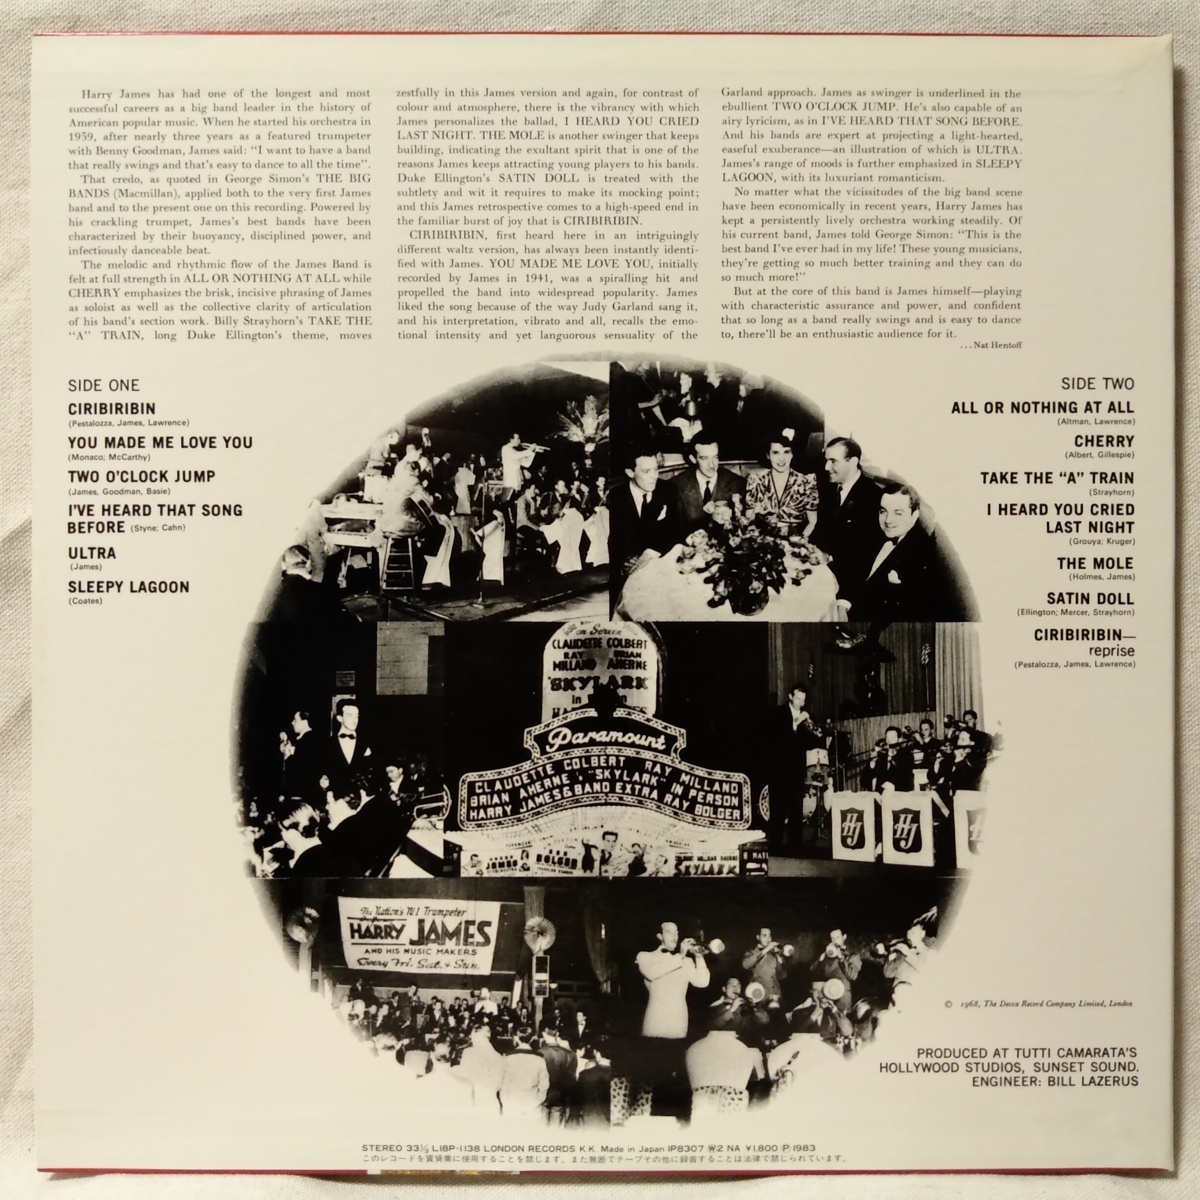 Harry James has had one of the longest and most
successful careers as a big band leader in the history of
American popular music. When he started his orchestra in
1939, after nearly three years as a featured trumpeter
with Benny Goodman, James said: "I want to have a band
that really swings and that's easy to dance to all the time".
That credo, as quoted in George Simon's THE BIG
BANDS (Macmillan), applied both to the very first James
band and to the present one on this recording. Powered by
his crackling trumpet, James's best bands have been
characterized by their buoyancy, disciplined power, and
infectiously danceable beat.
The melodic and rhythmic flow of the James Band is
felt at full strength in ALL OR NOTHING AT ALL while
CHERRY emphasizes the brisk, incisive phrasing of James
as soloist as well as the collective clarity of articulation
of his band's section work. Billy Strayhorn's TAKE THE
"A" TRAIN, long Duke Ellington's theme, moves
zestfully in this James version and again, for contrast of
colour and atmosphere, there is the vibrancy with which
James personalizes the ballad, I HEARD YOU CRIED
LAST NIGHT. THE MOLE is another swinger that keeps
building, indicating the exultant spirit that is one of the
reasons James keeps attracting young players to his bands.
Duke Ellington's SATIN DOLL is treated with the
subtlety and wit it requires to make its mocking point;
and this James retrospective comes to a high-speed end in
the familiar burst of joy that is CIRIBIRIBIN.
CIRIBIRIBIN, first heard here in an intriguingly
different waltz version, has always been instantly identi-
fied with James. YOU MADE ME LOVE YOU, initially
recorded by James in 1941, was a spiralling hit and
propelled the band into widespread popularity. James
liked the song because of the way Judy Garland sang it,
and his interpretation, vibrato and all, recalls the emo-
tional intensity and yet languorous sensuality of the
Garland approach. James as swinger is underlined in the
ebullient TWO O'CLOCK JUMP. He's also capable of an
airy lyricism, as in I'VE HEARD THAT SONG BEFORE.
And his bands are expert at projecting a light-hearted,
easeful exuberance—an illustration of which is ULTRA.
James's range of moods is further emphasized in SLEEPY
LAGOON, with its luxuriant romanticism.
No matter what the vicissitudes of the big band scene
have been economically in recent years, Harry James has
kept a persistently lively orchestra working steadily. Of
his current band, James told George Simon: "This is the
best band I've ever had in my life! These young musicians,
they're getting so much better training and they can do
so much more!"
But at the core of this band is James himself—playing
with characteristic assurance and power, and confident
that so long as a band really swings and is easy to dance
to, there'll be an enthusiastic audience for it.
...Nat Hentoff
SIDE ONE
CIRIBIRIBIN
(Pestalozza, James, Lawrence)
YOU MADE ME LOVE YOU
(Monaco; McCarthy)
TWO O'CLOCK JUMP
(James, Goodman, Basie)
I'VE HEARD THAT SONG
BEFORE (Styne; Cahn)
ULTRA
(James)
SLEEPY LAGOON
(Coates)
SIDE TWO
ALL OR NOTHING AT ALL
(Altman, Lawrence)
CHERRY
(Albert, Gillespie)
TAKE THE "A" TRAIN
(Strayhorn)
I HEARD YOU CRIED
LAST NIGHT
(Grouya; Kruger)
THE MOLE
(Holmes, James)
SATIN DOLL
(Ellington; Mercer, Strayhorn)
CIRIBIRIBIN—
reprise
(Pestalozza, James, Lawrence)
On Screen
CLAUDETTE COLBERT
RAY BRIAN
MILLAND AHERNE
"SKYLARK"
In
Paramount
CLAUDETTE COLBERT RAY MILLAND
BRIAN AHERNE "SKYLARK" IN PERSON
HARRY JAMES & BAND EXTRA RAY BOLGER
JAMES
BOLGER
SKYLARK
HJ
HJ
The Nation's No 1 Trumpeter
HARRY JAMES
AND HIS MUSIC MAKERS
Every Fri. Sat. & Sun.
© 1968, The Decca Record Company Limited, London
PRODUCED AT TUTTI CAMARATA'S
HOLLYWOOD STUDIOS, SUNSET SOUND.
ENGINEER: BILL LAZERUS
STEREO 33⅓ L18P-1138 LONDON RECORDS K.K. Made in Japan IP8307 W2 NA ¥1,800 Ⓟ 1983
このレコードを賃貸業に使用することを禁じます。また無断でテープその他に録音することは法律で禁じられています。